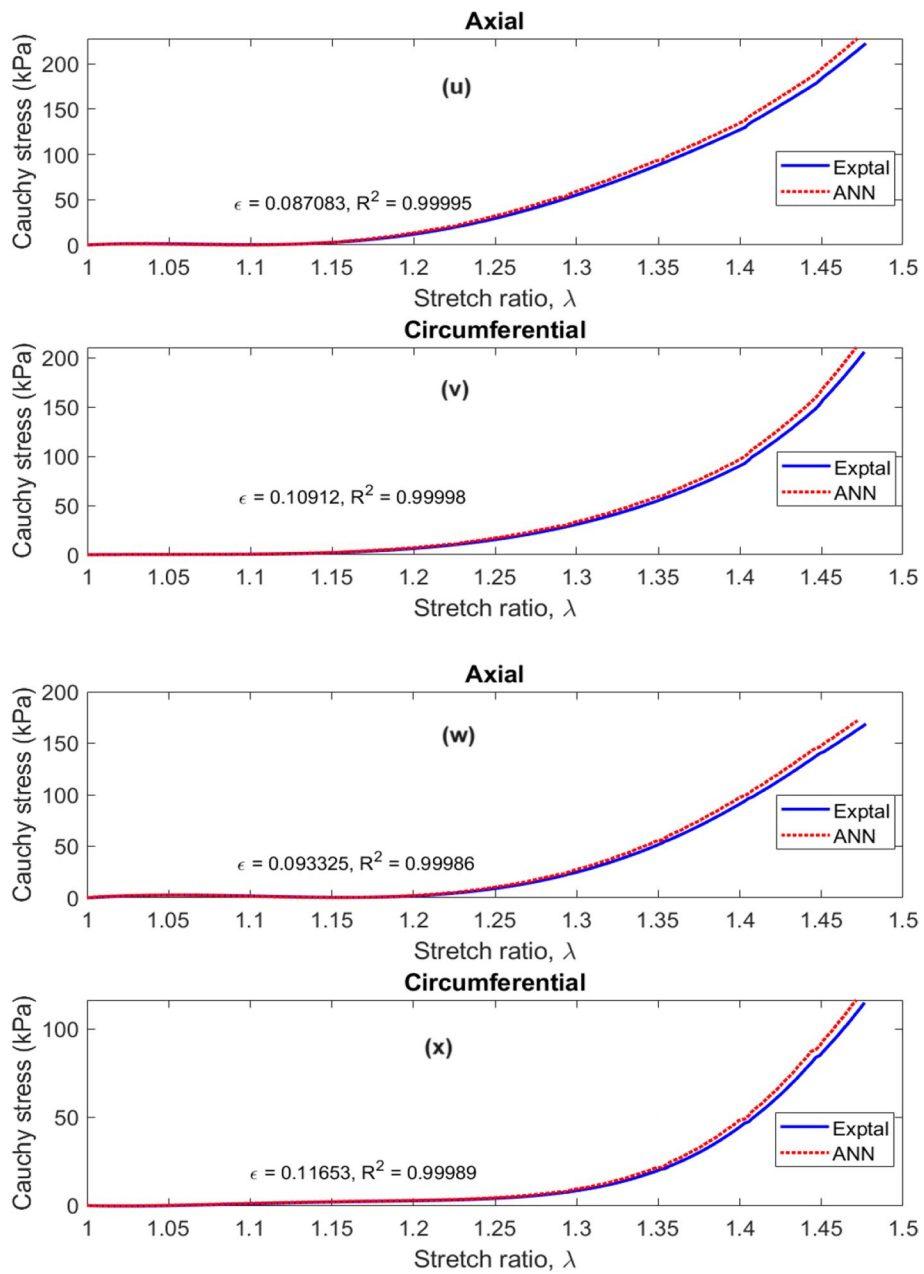 Axial
Cauchy stress (kPa)
200
150
100
50
0
(u)
ϵ = 0.087083, R² = 0.99995
Exptal
ANN
1 1.05 1.1 1.15 1.2 1.25 1.3 1.35 1.4 1.45 1.5
Stretch ratio, λ
Circumferential
Cauchy stress (kPa)
200
150
100
50
0
(v)
ϵ = 0.10912, R² = 0.99998
Exptal
ANN
1 1.05 1.1 1.15 1.2 1.25 1.3 1.35 1.4 1.45 1.5
Stretch ratio, λ
Axial
Cauchy stress (kPa)
200
150
100
50
0
(w)
ϵ = 0.093325, R² = 0.99986
Exptal
ANN
1 1.05 1.1 1.15 1.2 1.25 1.3 1.35 1.4 1.45 1.5
Stretch ratio, λ
Circumferential
Cauchy stress (kPa)
100
50
0
(x)
ϵ = 0.11653, R² = 0.99989
Exptal
ANN
1 1.05 1.1 1.15 1.2 1.25 1.3 1.35 1.4 1.45 1.5
Stretch ratio, λ